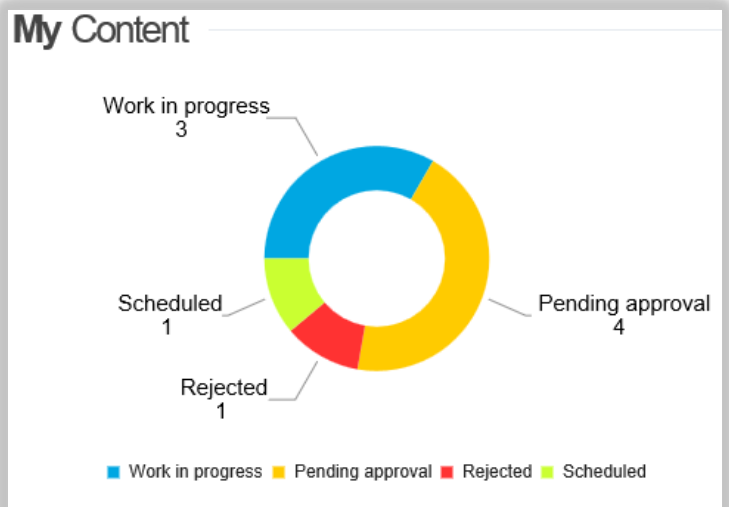 My Content
Work in progress
3
Pending approval
4
Scheduled
1
Rejected
1
Work in progress Pending approval Rejected Scheduled